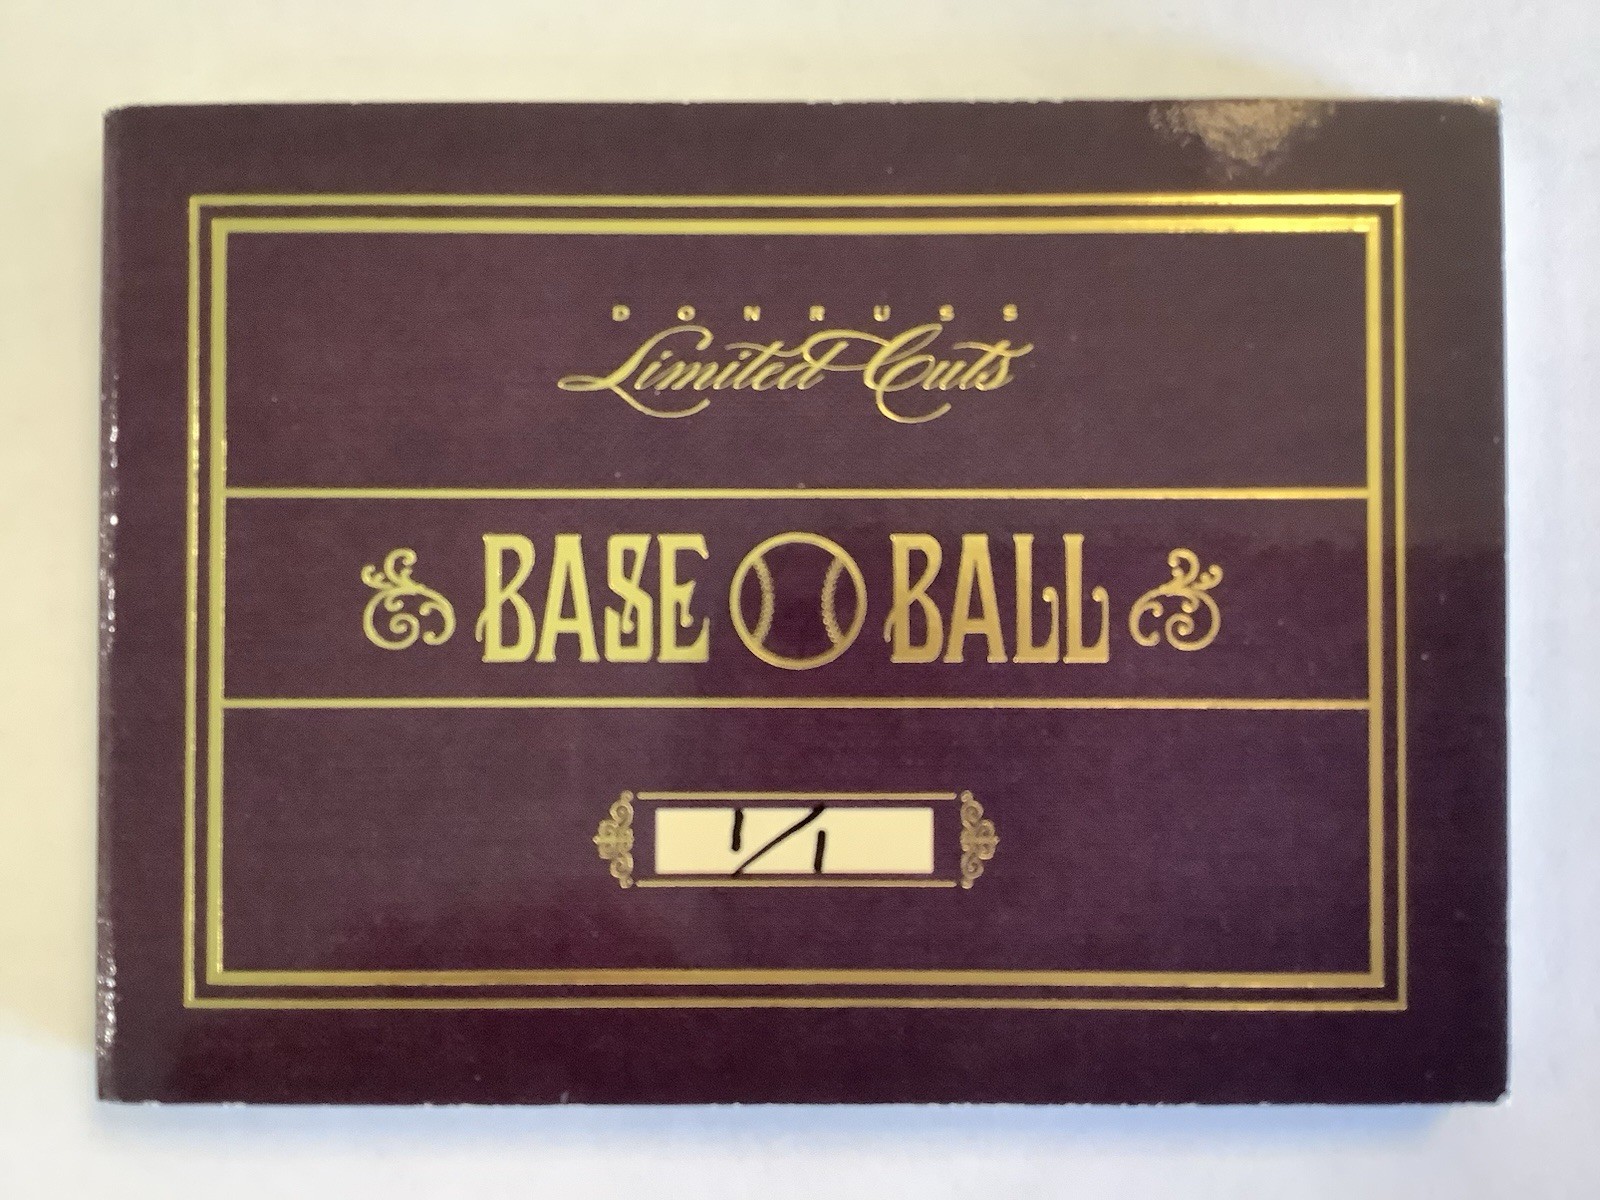 DONRUSS
Limited Cuts
BASE BALL
1/1